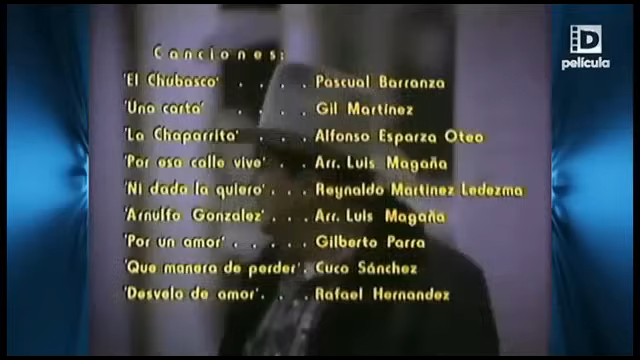 Canciones:
'El Chubasco' . . . . Pascual Barranza
'Una carta' . . . . Gil Martínez
'La Chaparrita' . . . . Alfonso Esparza Oteo
'Por esa calle vive' . . Arr. Luis Magaña
'Ni dada la quiero' . . . Reynaldo Martinez Ledezma
'Arnulfo Gonzalez' . . . Arr. Luis Magaña
'Por un amor' . . . . . Gilberto Parra
'Que manera de perder' . Cuco Sánchez
'Desvelo de amor' . . . Rafael Hernandez
D
película